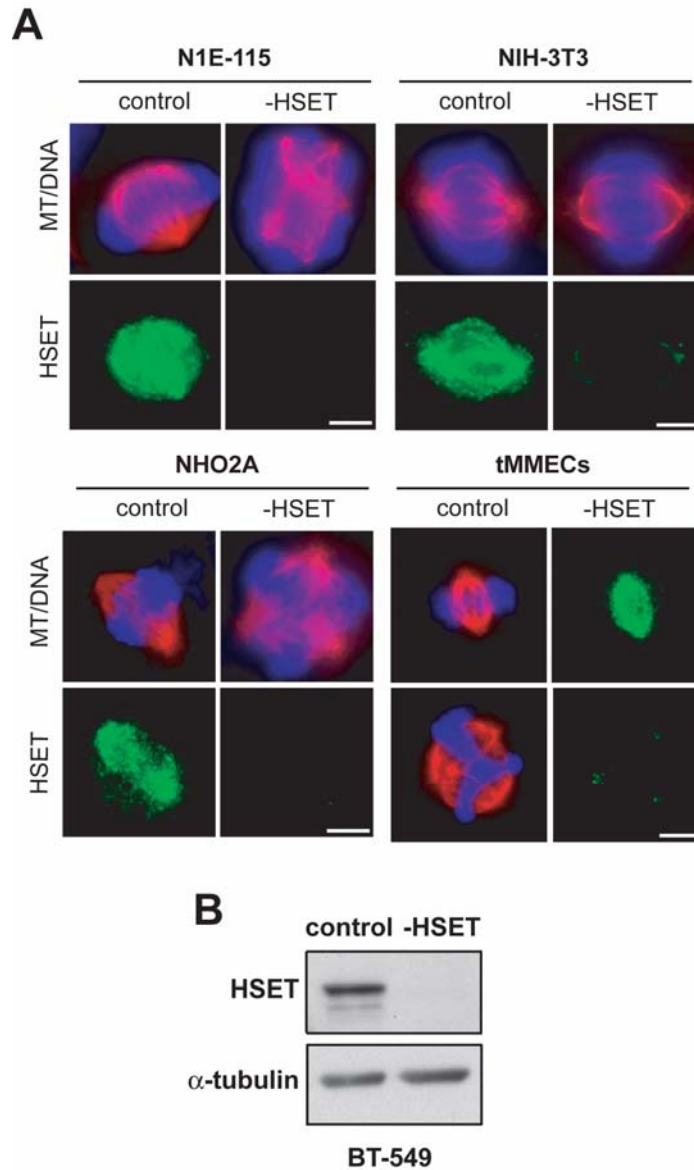 A
N1E-115 NIH-3T3
control -HSET control -HSET
MT/DNA
HSET
NHO2A tMMECs
control -HSET control -HSET
MT/DNA
HSET
B
control -HSET
HSET
α-tubulin
BT-549